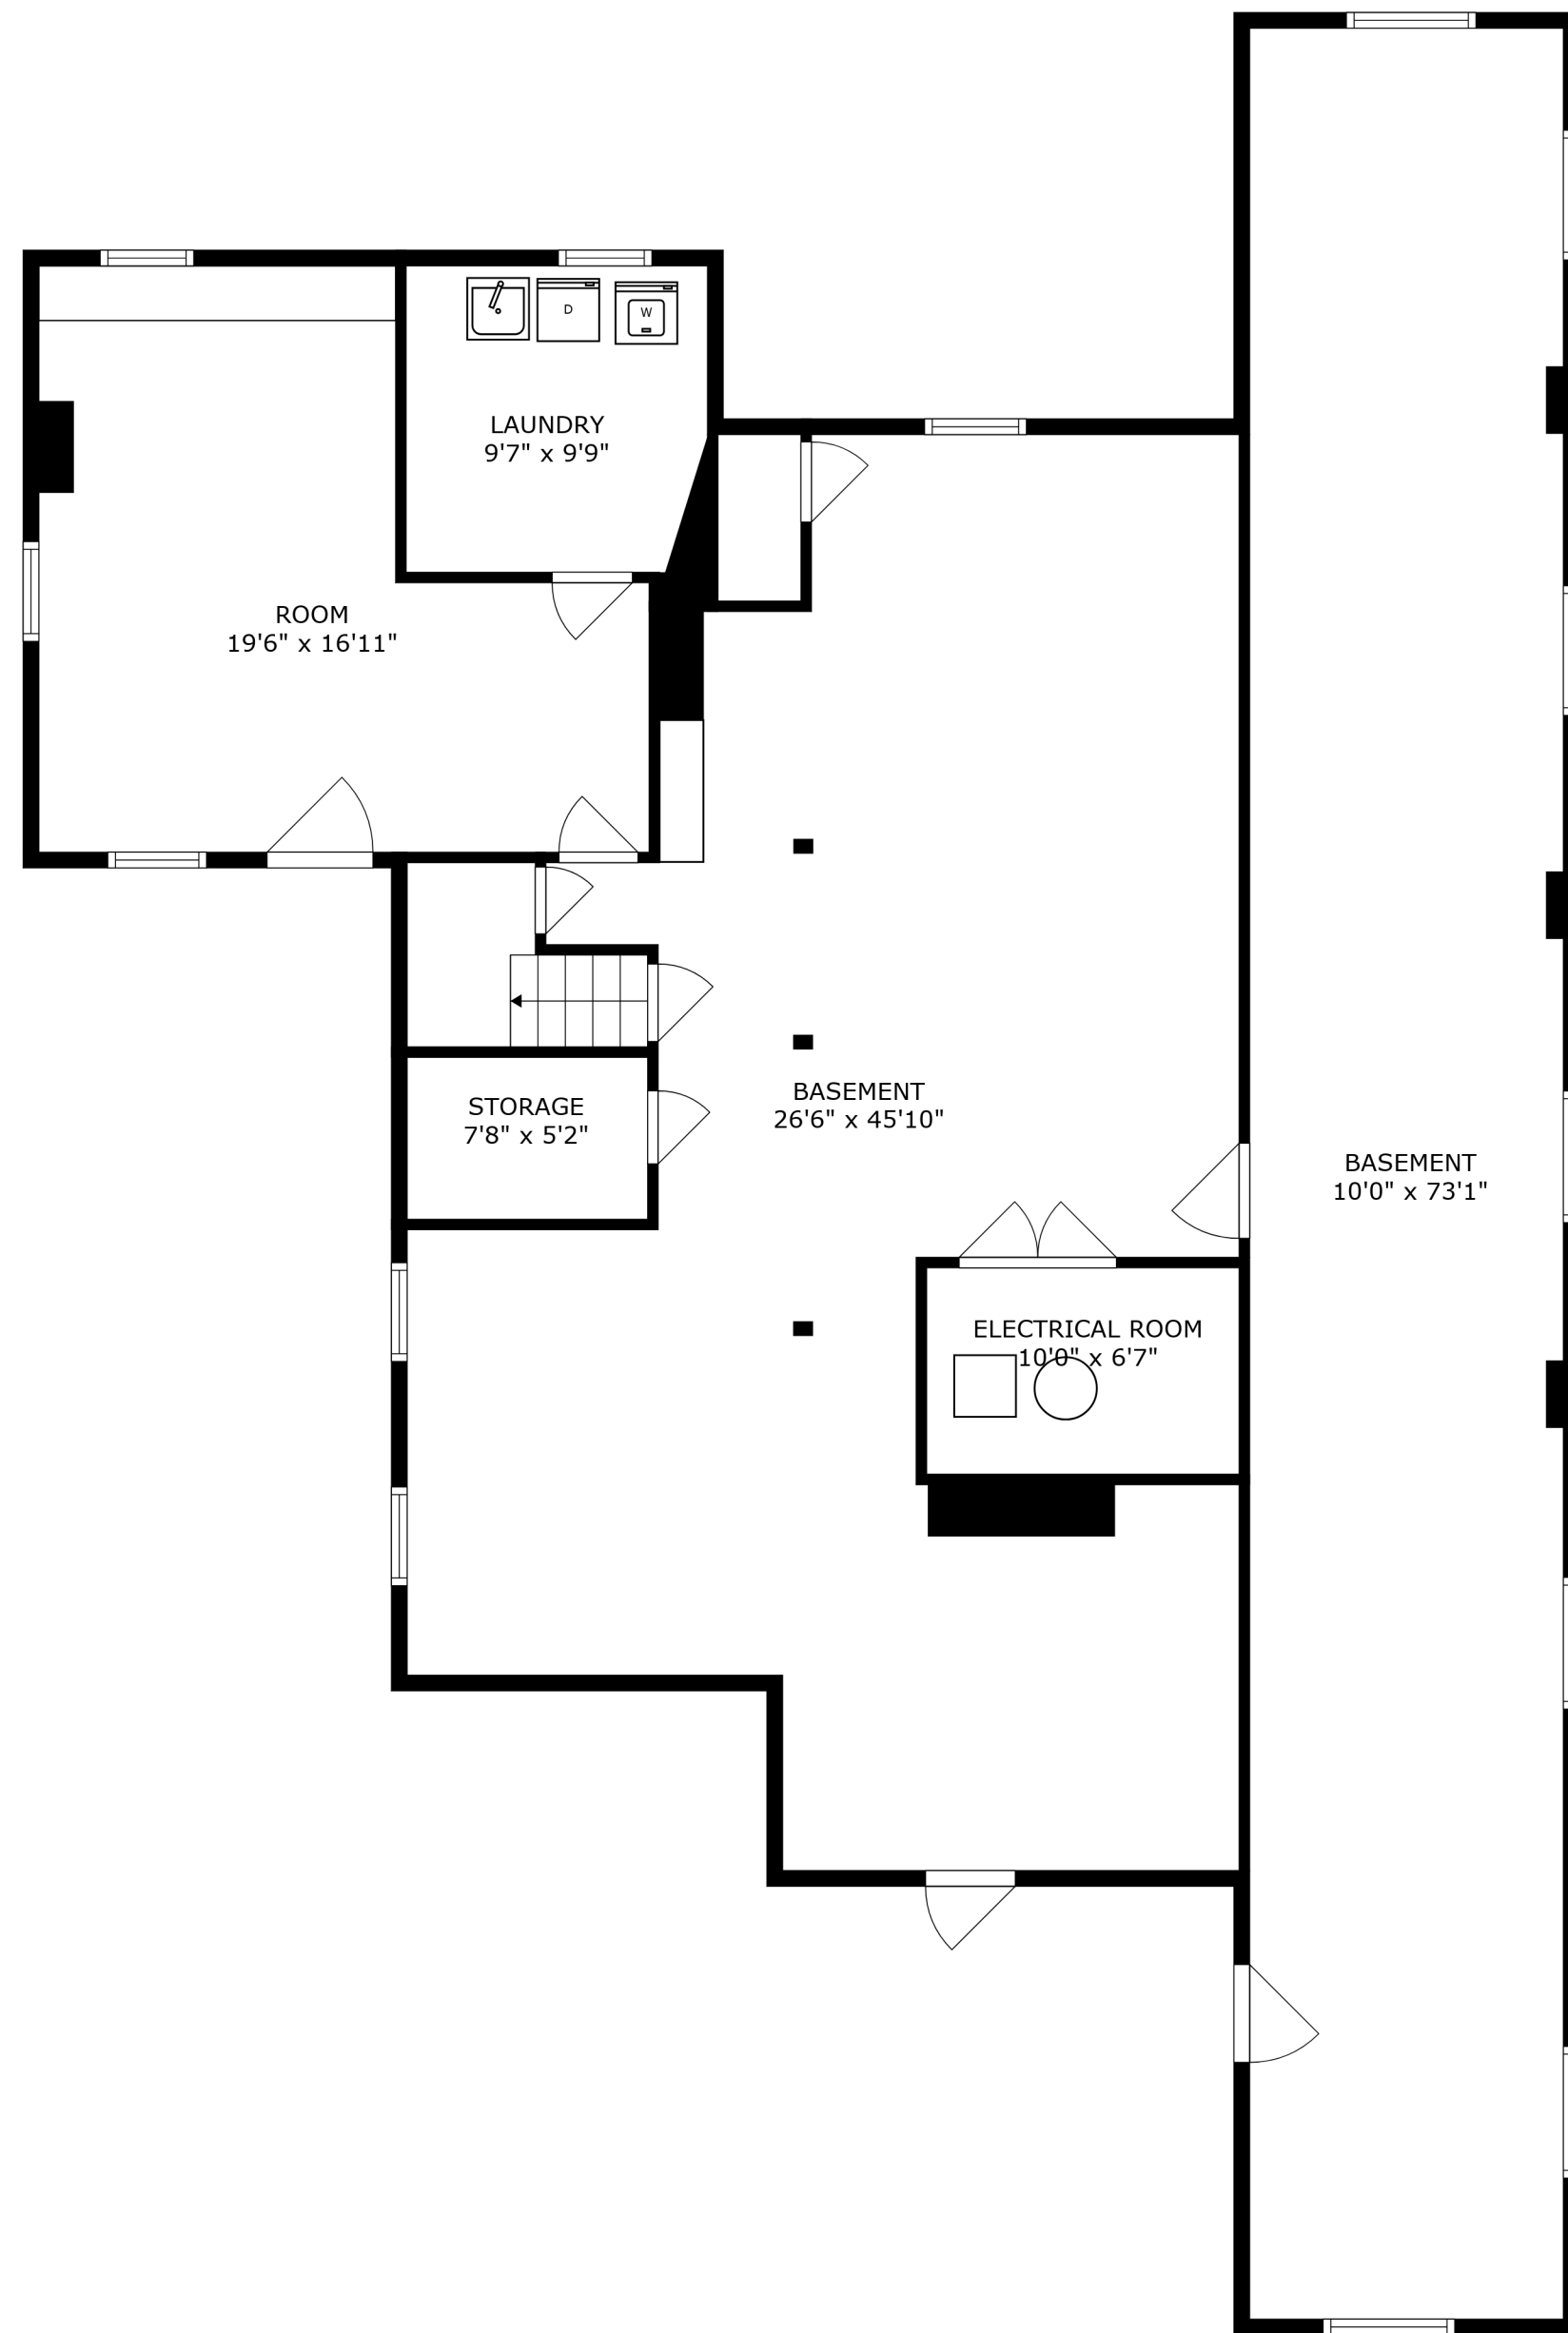 D
W
LAUNDRY
9'7" x 9'9"
ROOM
19'6" x 16'11"
BASEMENT
26'6" x 45'10"
STORAGE
7'8" x 5'2"
BASEMENT
10'0" x 73'1"
ELECTRICAL ROOM
10'0" x 6'7"